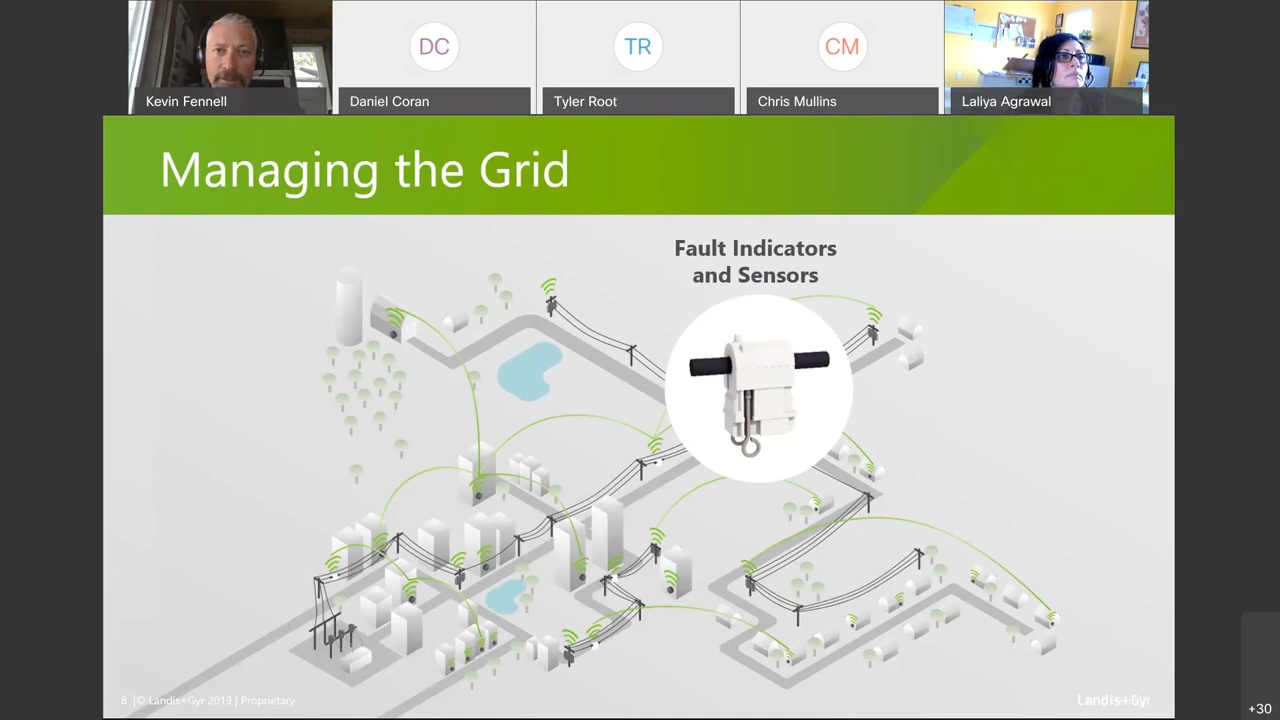 DC
TR
CM
Kevin Fennell
Daniel Coran
Tyler Root
Chris Mullins
Laliya Agrawal
Managing the Grid
Fault Indicators
and Sensors
8 |© Landis+Gyr 2019 | Proprietary
Landis+Gyr
+30